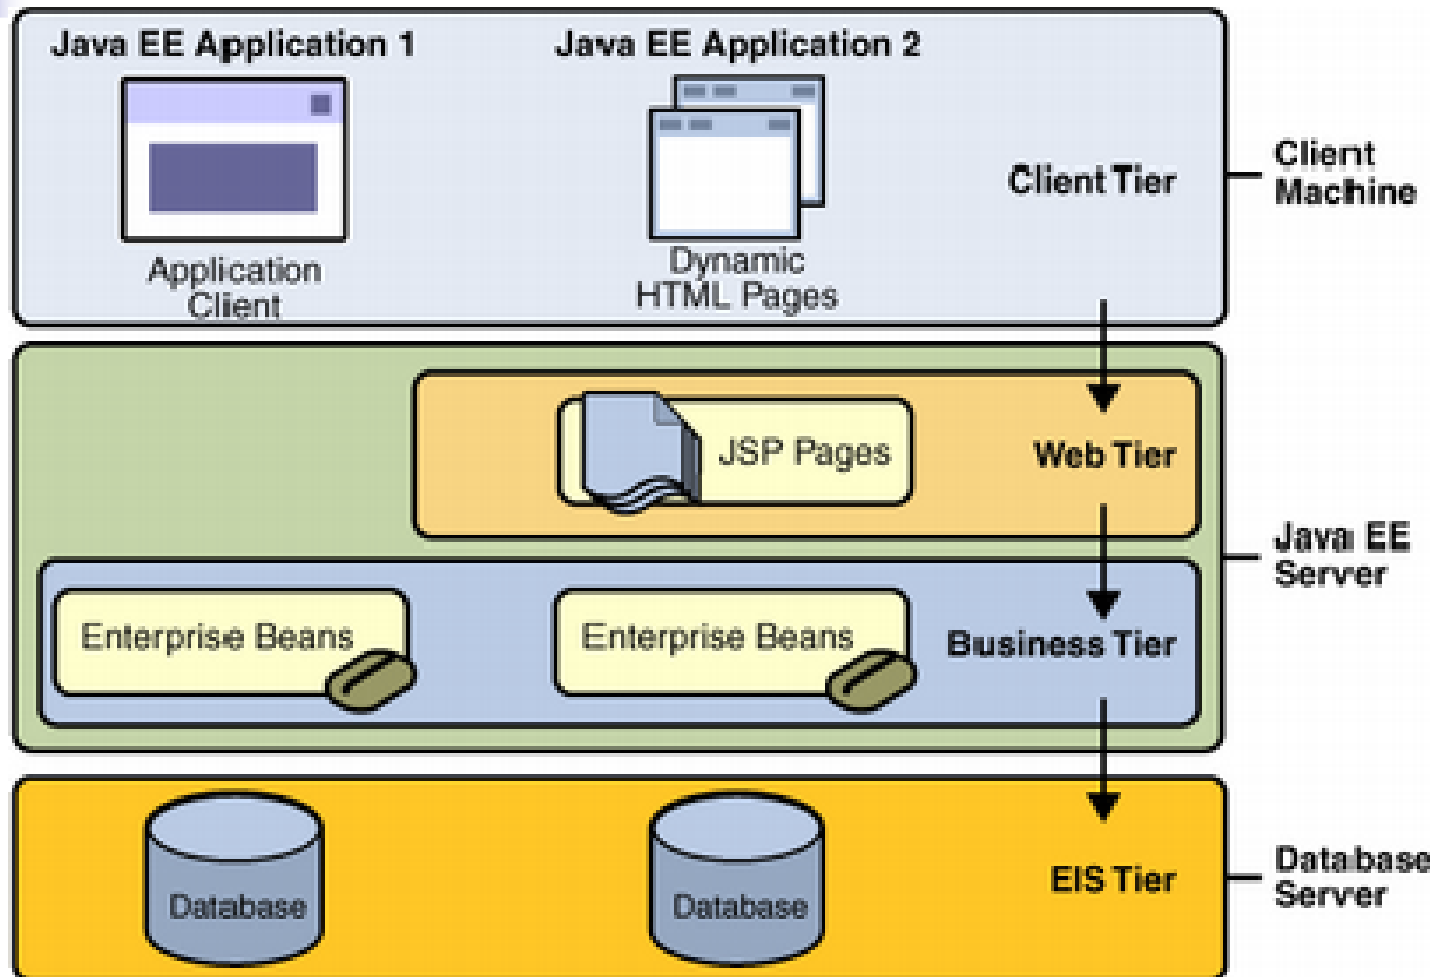 Java EE Application 1
Java EE Application 2
Application
Client
Dynamic
HTML Pages
Client Tier
Client
Machine
JSP Pages
Web Tier
Java EE
Server
Enterprise Beans
Enterprise Beans
Business Tier
Database
Database
EIS Tier
Database
Server